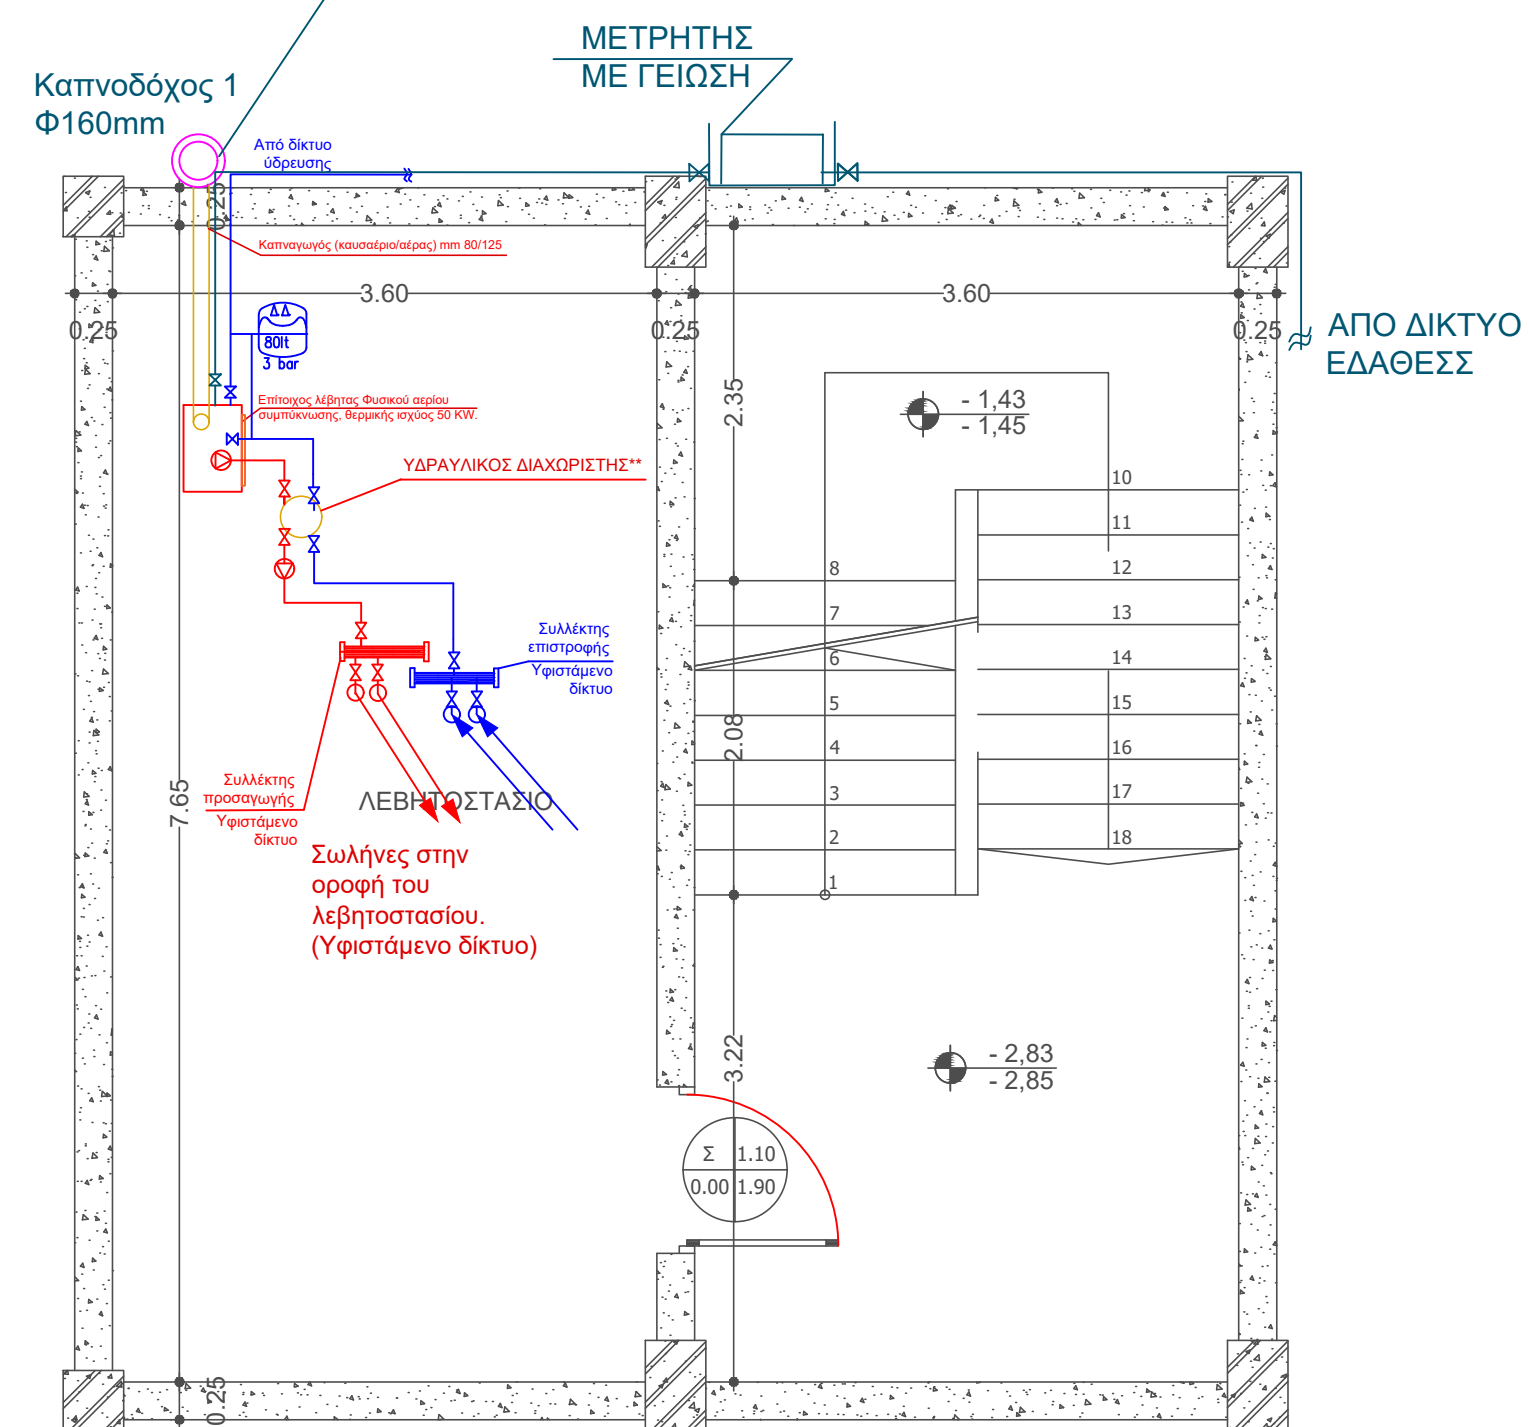 ΜΕΤΡΗΤΗΣ
ΜΕ ΓΕΙΩΣΗ
Καπνοδόχος 1
Φ160mm
Από δίκτυο
ύδρευσης
0.25
Καπναγωγός (καυσαέριο/αέρας) mm 80/125
3.60
3.60
0.25
0.25
0.25
ΑΠΟ ΔΙΚΤΥΟ
ΕΔΑΘΕΣΣ
80lt
3 bar
Επίτοιχος λέβητας Φυσικού αερίου
συμπύκνωσης, θερμικής ισχύος 50 KW.
2.35
- 1,43
- 1,45
ΥΔΡΑΥΛΙΚΟΣ ΔΙΑΧΩΡΙΣΤΗΣ**
10
11
12
13
14
15
16
17
18
8
7
6
5
4
3
2
1
2.08
Συλλέκτης
επιστροφής
Υφιστάμενο
δίκτυο
Συλλέκτης
προσαγωγής
Υφιστάμενο
δίκτυο
7.65
ΛΕΒΗΤΟΣΤΑΣΙΟ
Σωλήνες στην
οροφή του
λεβητοστασίου.
(Υφιστάμενο δίκτυο)
3.22
- 2,83
- 2,85
Σ 1.10
0.00 1.90
0.25